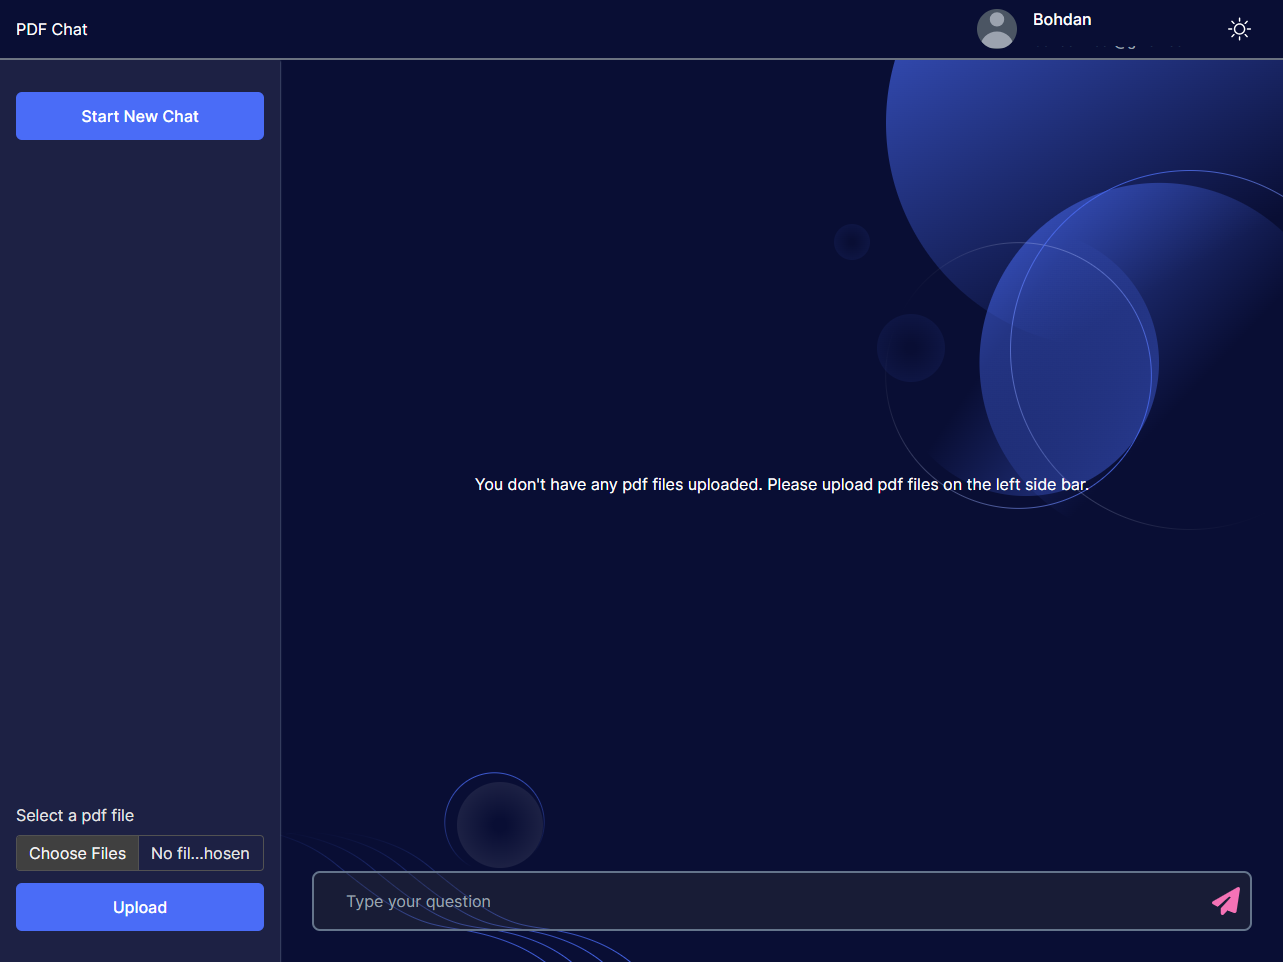 PDF Chat
Bohdan
Start New Chat
You don't have any pdf files uploaded. Please upload pdf files on the left side bar.
Select a pdf file
Choose Files No fil...hosen
Upload
Type your question